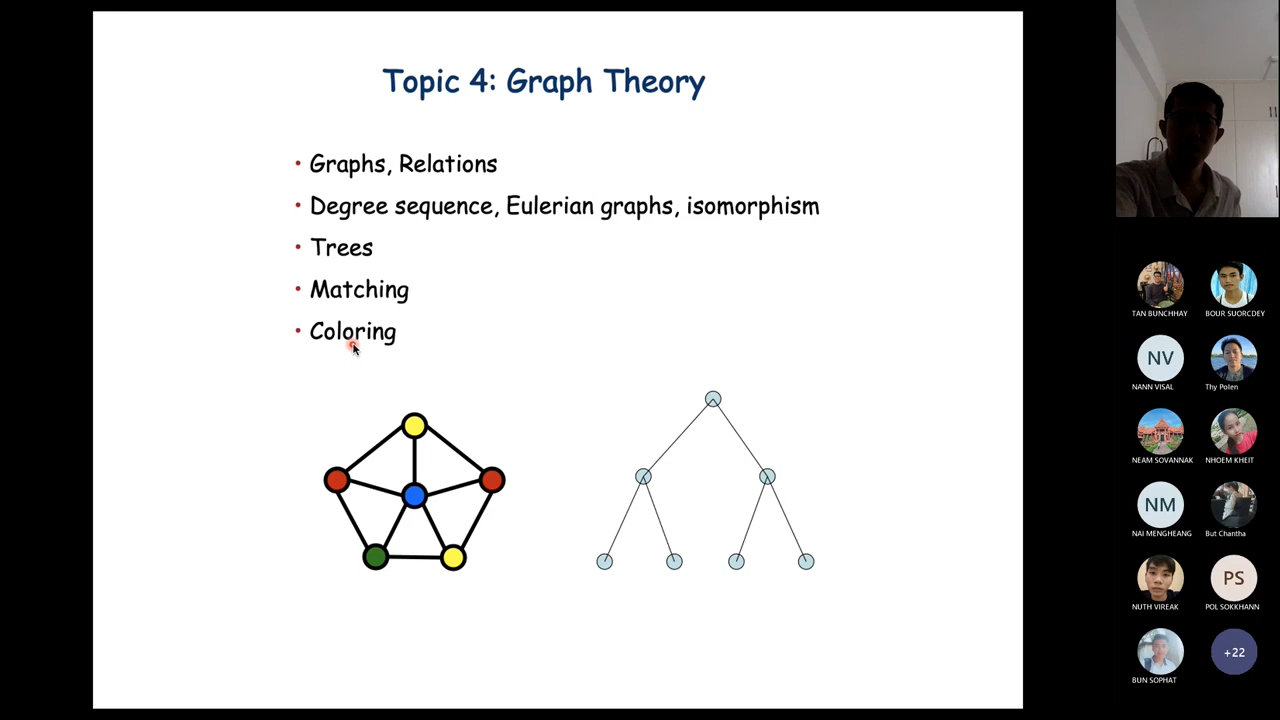 Topic 4: Graph Theory
• Graphs, Relations
• Degree sequence, Eulerian graphs, isomorphism
• Trees
• Matching
• Coloring
TAN BUNCHHAY
BOUR SUORCDEY
NV
NANN VISAL
Thy Polen
NEAM SOVANNAK
NHOEM KHEIT
NM
NAI MENGHEANG
But Chantha
NUTH VIREAK
PS
POL SOKKHANN
BUN SOPHAT
+22